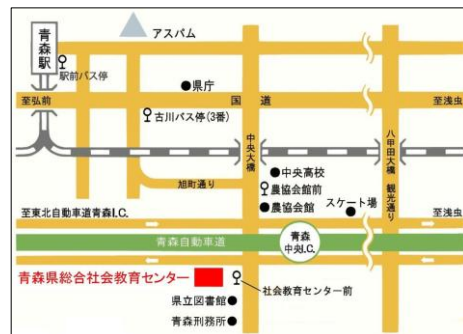 アスパム
青森駅
駅前バス停
県庁
至弘前
国道
至浅虫
古川バス停(3番)
中央大橋
八甲田大橋 観光通り
中央高校
旭町通り
農協会館前
農協会館
スケート場
至東北自動車道青森I.C.
至浅虫
青森自動車道
青森中央I.C.
青森県総合社会教育センター
社会教育センター前
県立図書館
青森刑務所